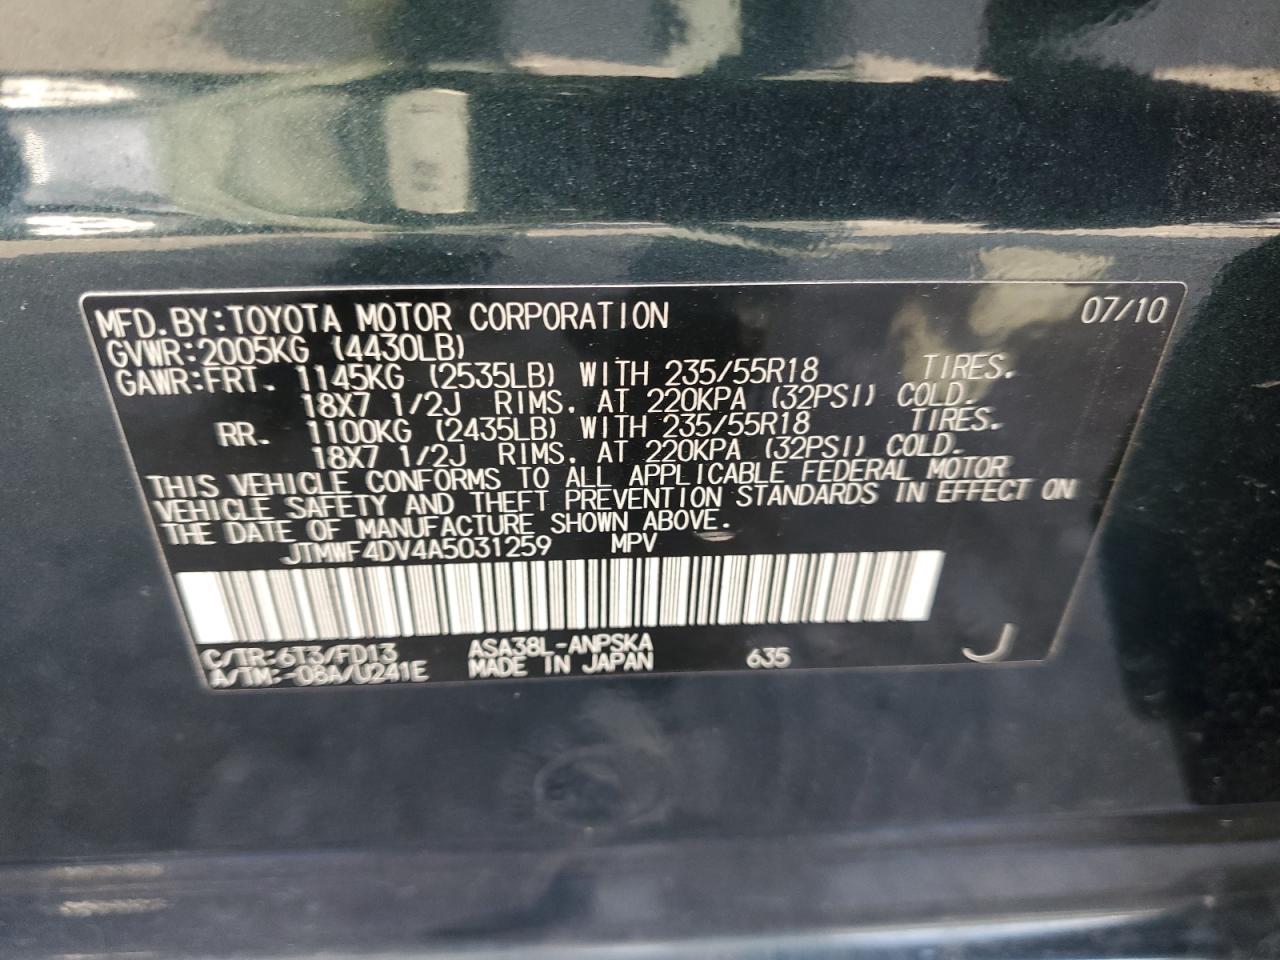 MFD. BY: TOYOTA MOTOR CORPORATION 07/10
GVWR: 2005KG (4430LB)
GAWR: FRT. 1145KG (2535LB) WITH 235/55R18 TIRES.
18X7 1/2J RIMS. AT 220KPA (32PSI) COLD.
RR. 1100KG (2435LB) WITH 235/55R18 TIRES.
18X7 1/2J RIMS. AT 220KPA (32PSI) COLD.
THIS VEHICLE CONFORMS TO ALL APPLICABLE FEDERAL MOTOR
VEHICLE SAFETY AND THEFT PREVENTION STANDARDS IN EFFECT ON
THE DATE OF MANUFACTURE SHOWN ABOVE.
JTMWF4DV4A5031259 MPV
C/TR: 6T3/FD13 ASA38L-ANPSKA 635 J
A/TM: -08A/U241E MADE IN JAPAN